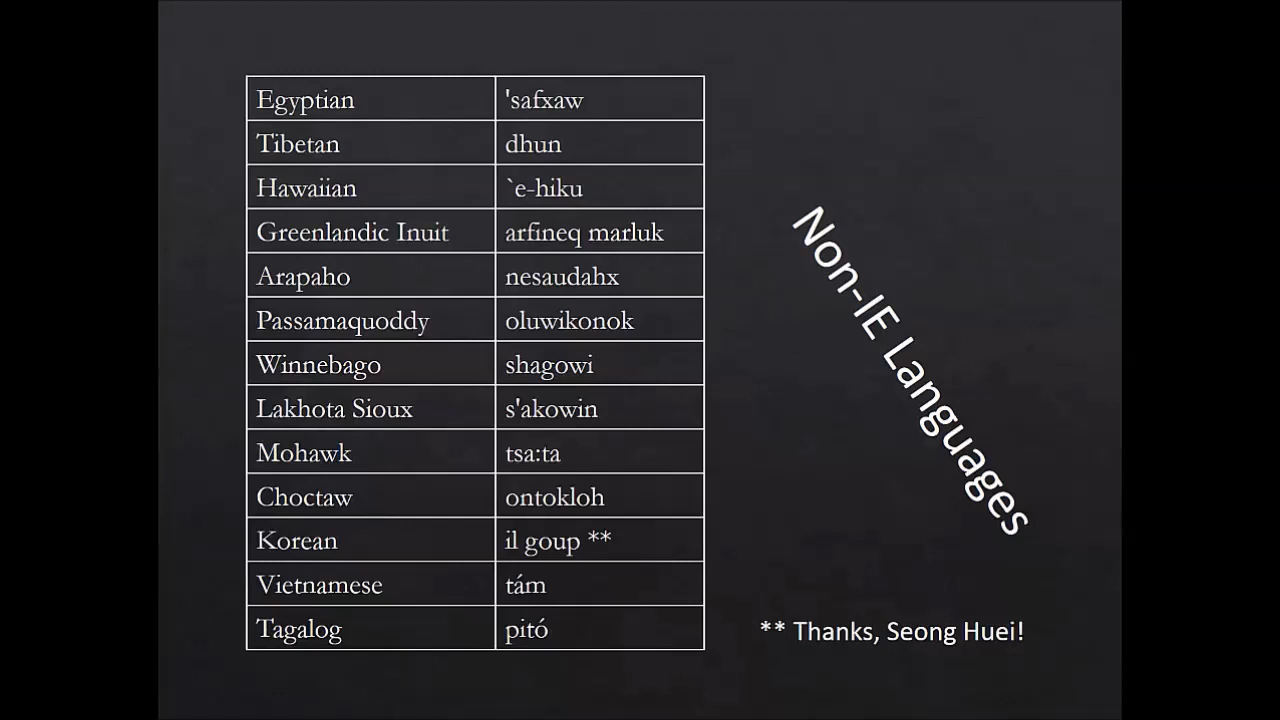 Egyptian 'safxaw
Tibetan dhun
Hawaiian `e-hiku
Greenlandic Inuit arfineq marluk
Arapaho nesaudahx
Passamaquoddy oluwikonok
Winnebago shagowi
Lakhota Sioux s'akowin
Mohawk tsa:ta
Choctaw ontokloh
Korean il goup **
Vietnamese tám
Tagalog pitó
Non-IE Languages
** Thanks, Seong Huei!